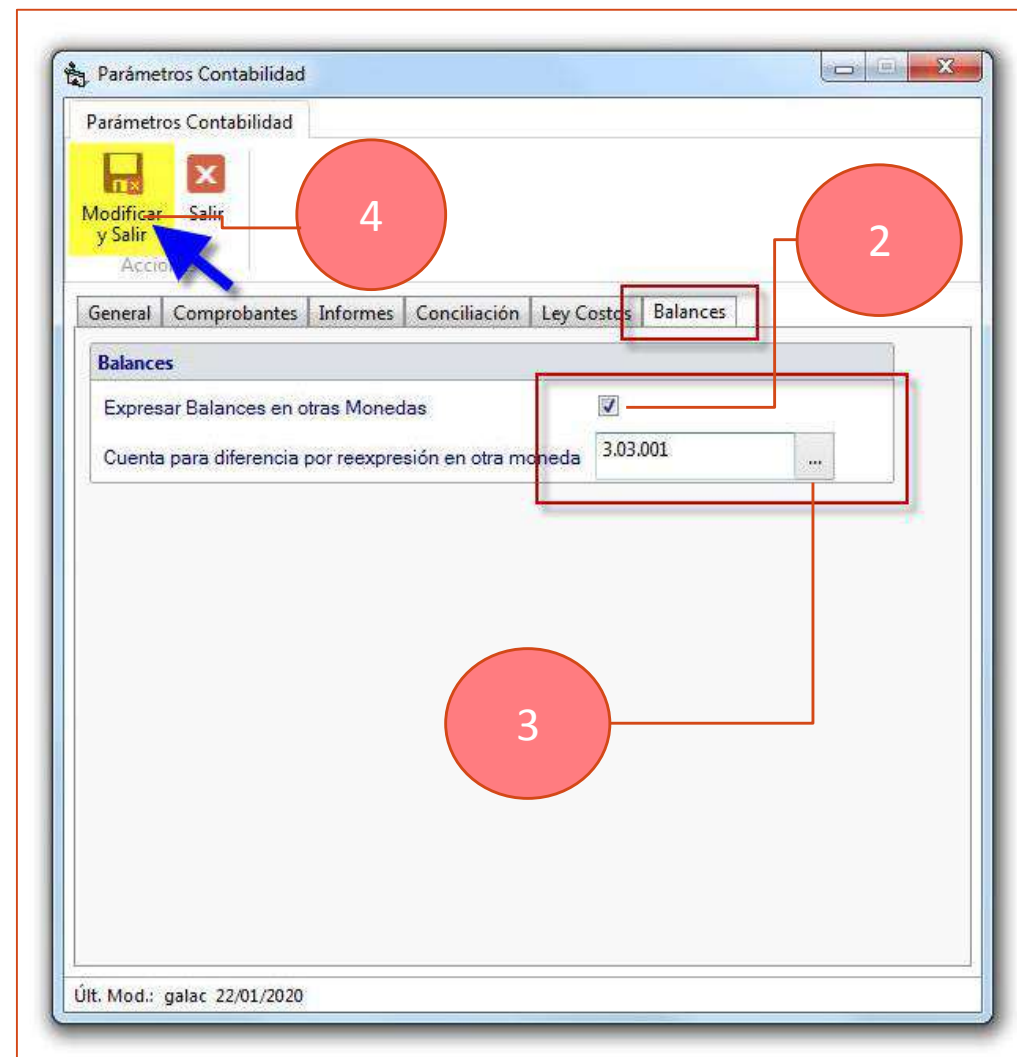 Parámetros Contabilidad
Parámetros Contabilidad
Modificar y Salir
Salir
4
2
General Comprobantes Informes Conciliación Ley Costos Balances
Balances
Expresar Balances en otras Monedas
Cuenta para diferencia por reexpresión en otra moneda 3.03.001 ...
3
Últ. Mod.: galac 22/01/2020